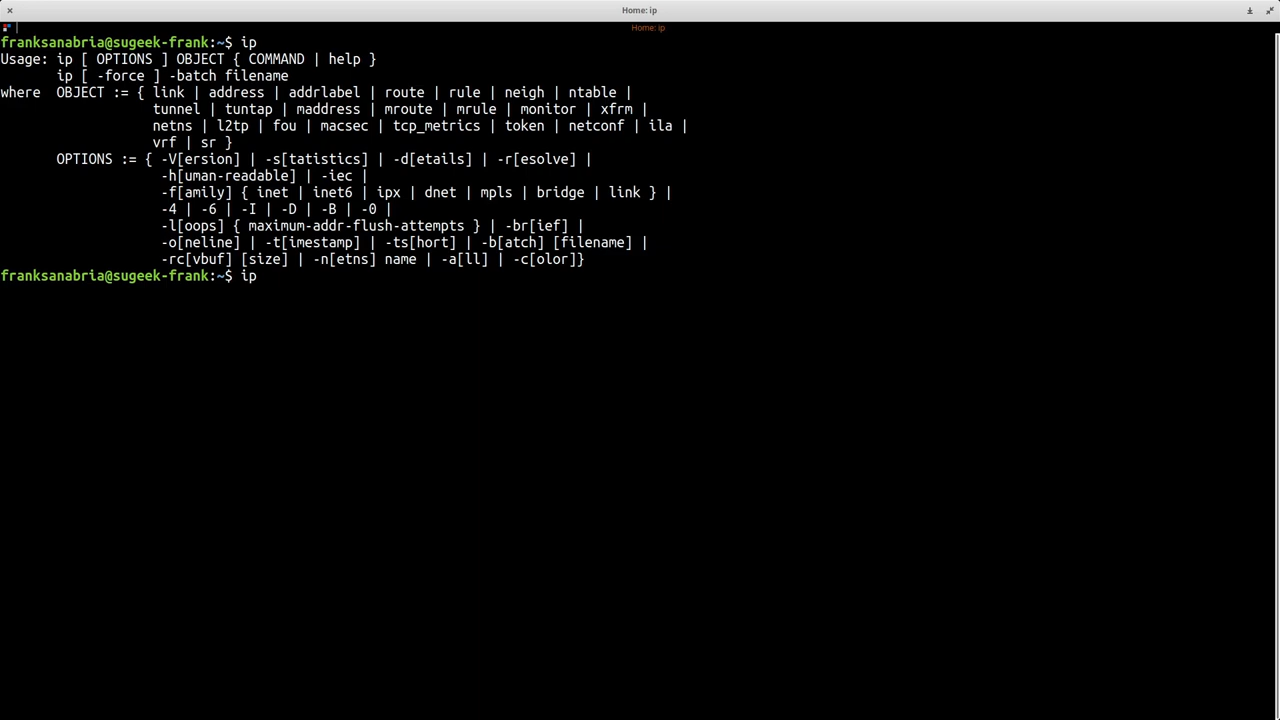 Home: ip
Home: ip
franksanabria@sugeek-frank:~$ ip
Usage: ip [ OPTIONS ] OBJECT { COMMAND | help }
       ip [ -force ] -batch filename
where  OBJECT := { link | address | addrlabel | route | rule | neigh | ntable |
                   tunnel | tuntap | maddress | mroute | mrule | monitor | xfrm |
                   netns | l2tp | fou | macsec | tcp_metrics | token | netconf | ila |
                   vrf | sr }
       OPTIONS := { -V[ersion] | -s[tatistics] | -d[etails] | -r[esolve] |
                    -h[uman-readable] | -iec |
                    -f[amily] { inet | inet6 | ipx | dnet | mpls | bridge | link } |
                    -4 | -6 | -I | -D | -B | -0 |
                    -l[oops] { maximum-addr-flush-attempts } | -br[ief] |
                    -o[neline] | -t[imestamp] | -ts[hort] | -b[atch] [filename] |
                    -rc[vbuf] [size] | -n[etns] name | -a[ll] | -c[olor]}
franksanabria@sugeek-frank:~$ ip